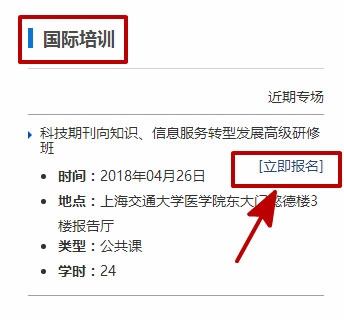 国际培训
近期专场
科技期刊向知识、信息服务转型发展高级研修
班
[立即报名]
时间：2018年04月26日
地点：上海交通大学医学院东大门懿德楼3
楼报告厅
类型：公共课
学时：24